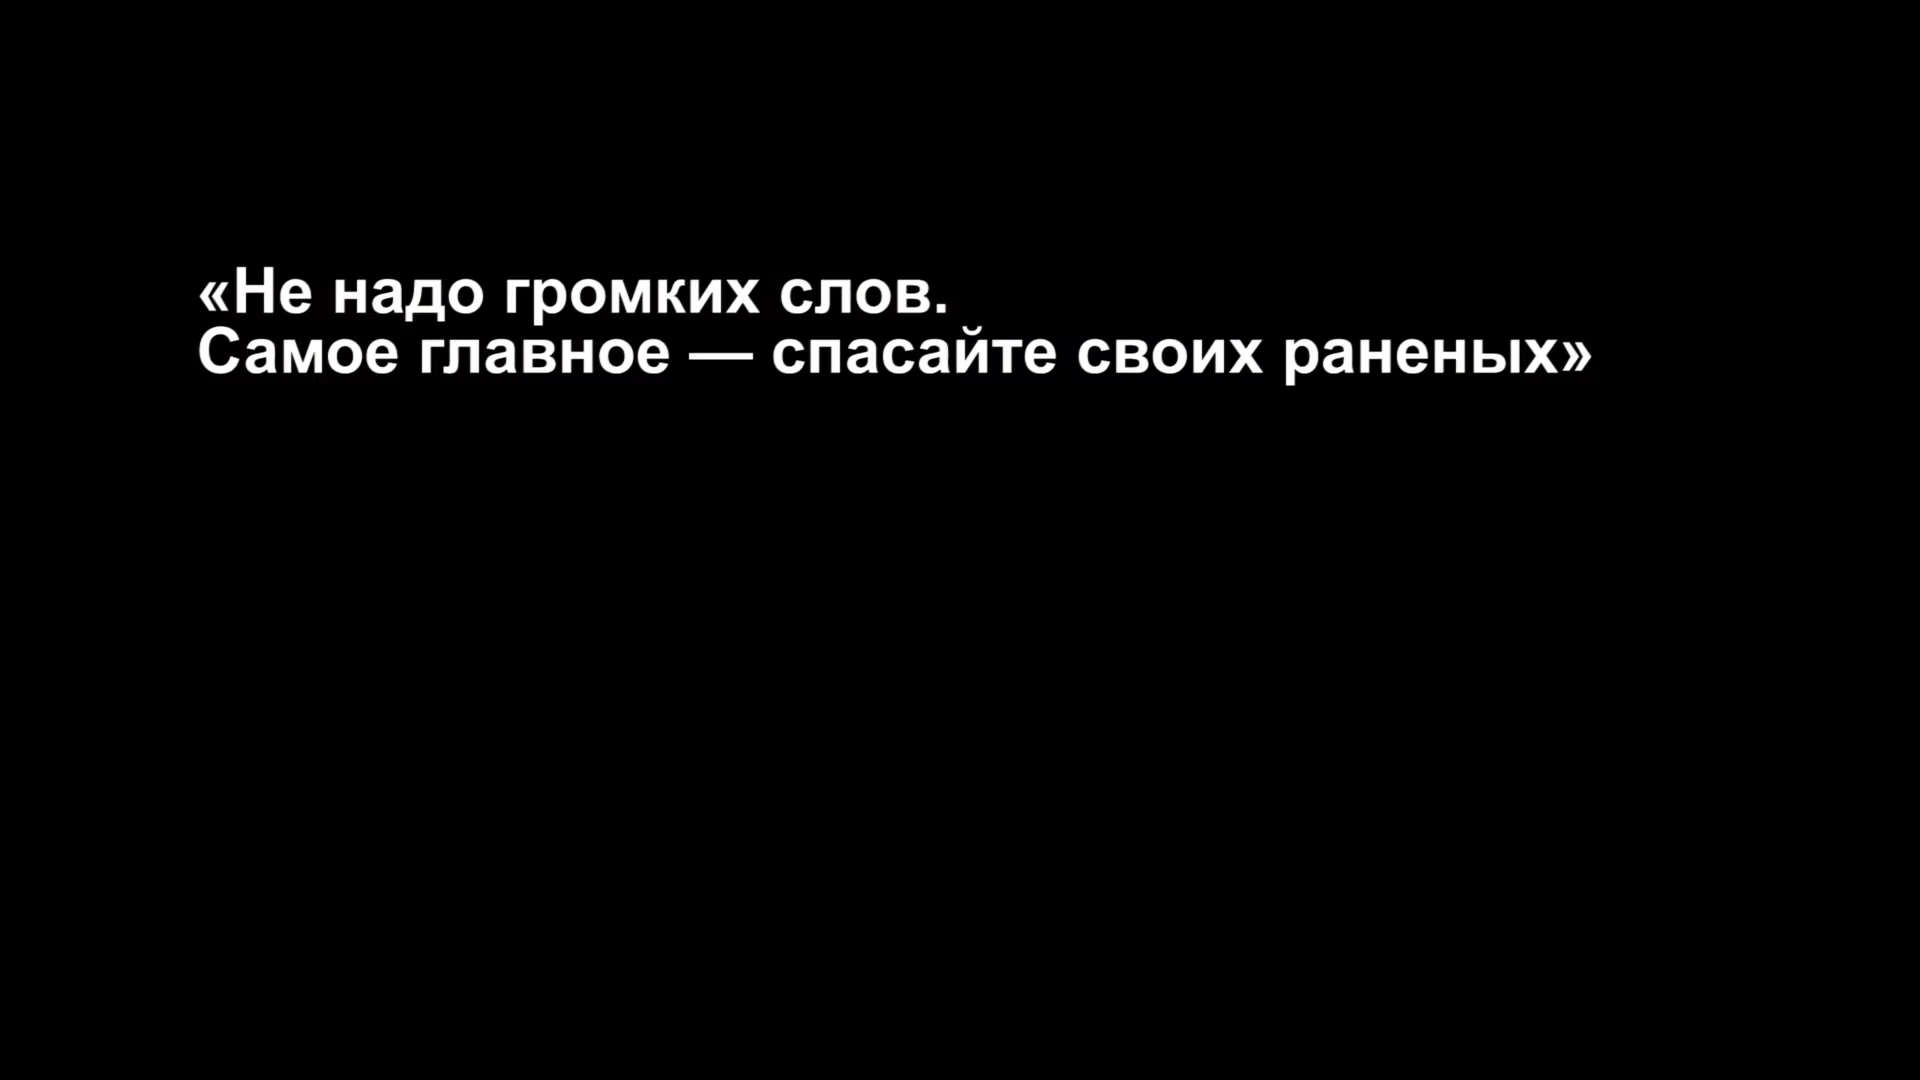 «Не надо громких слов.
Самое главное — спасайте своих раненых»